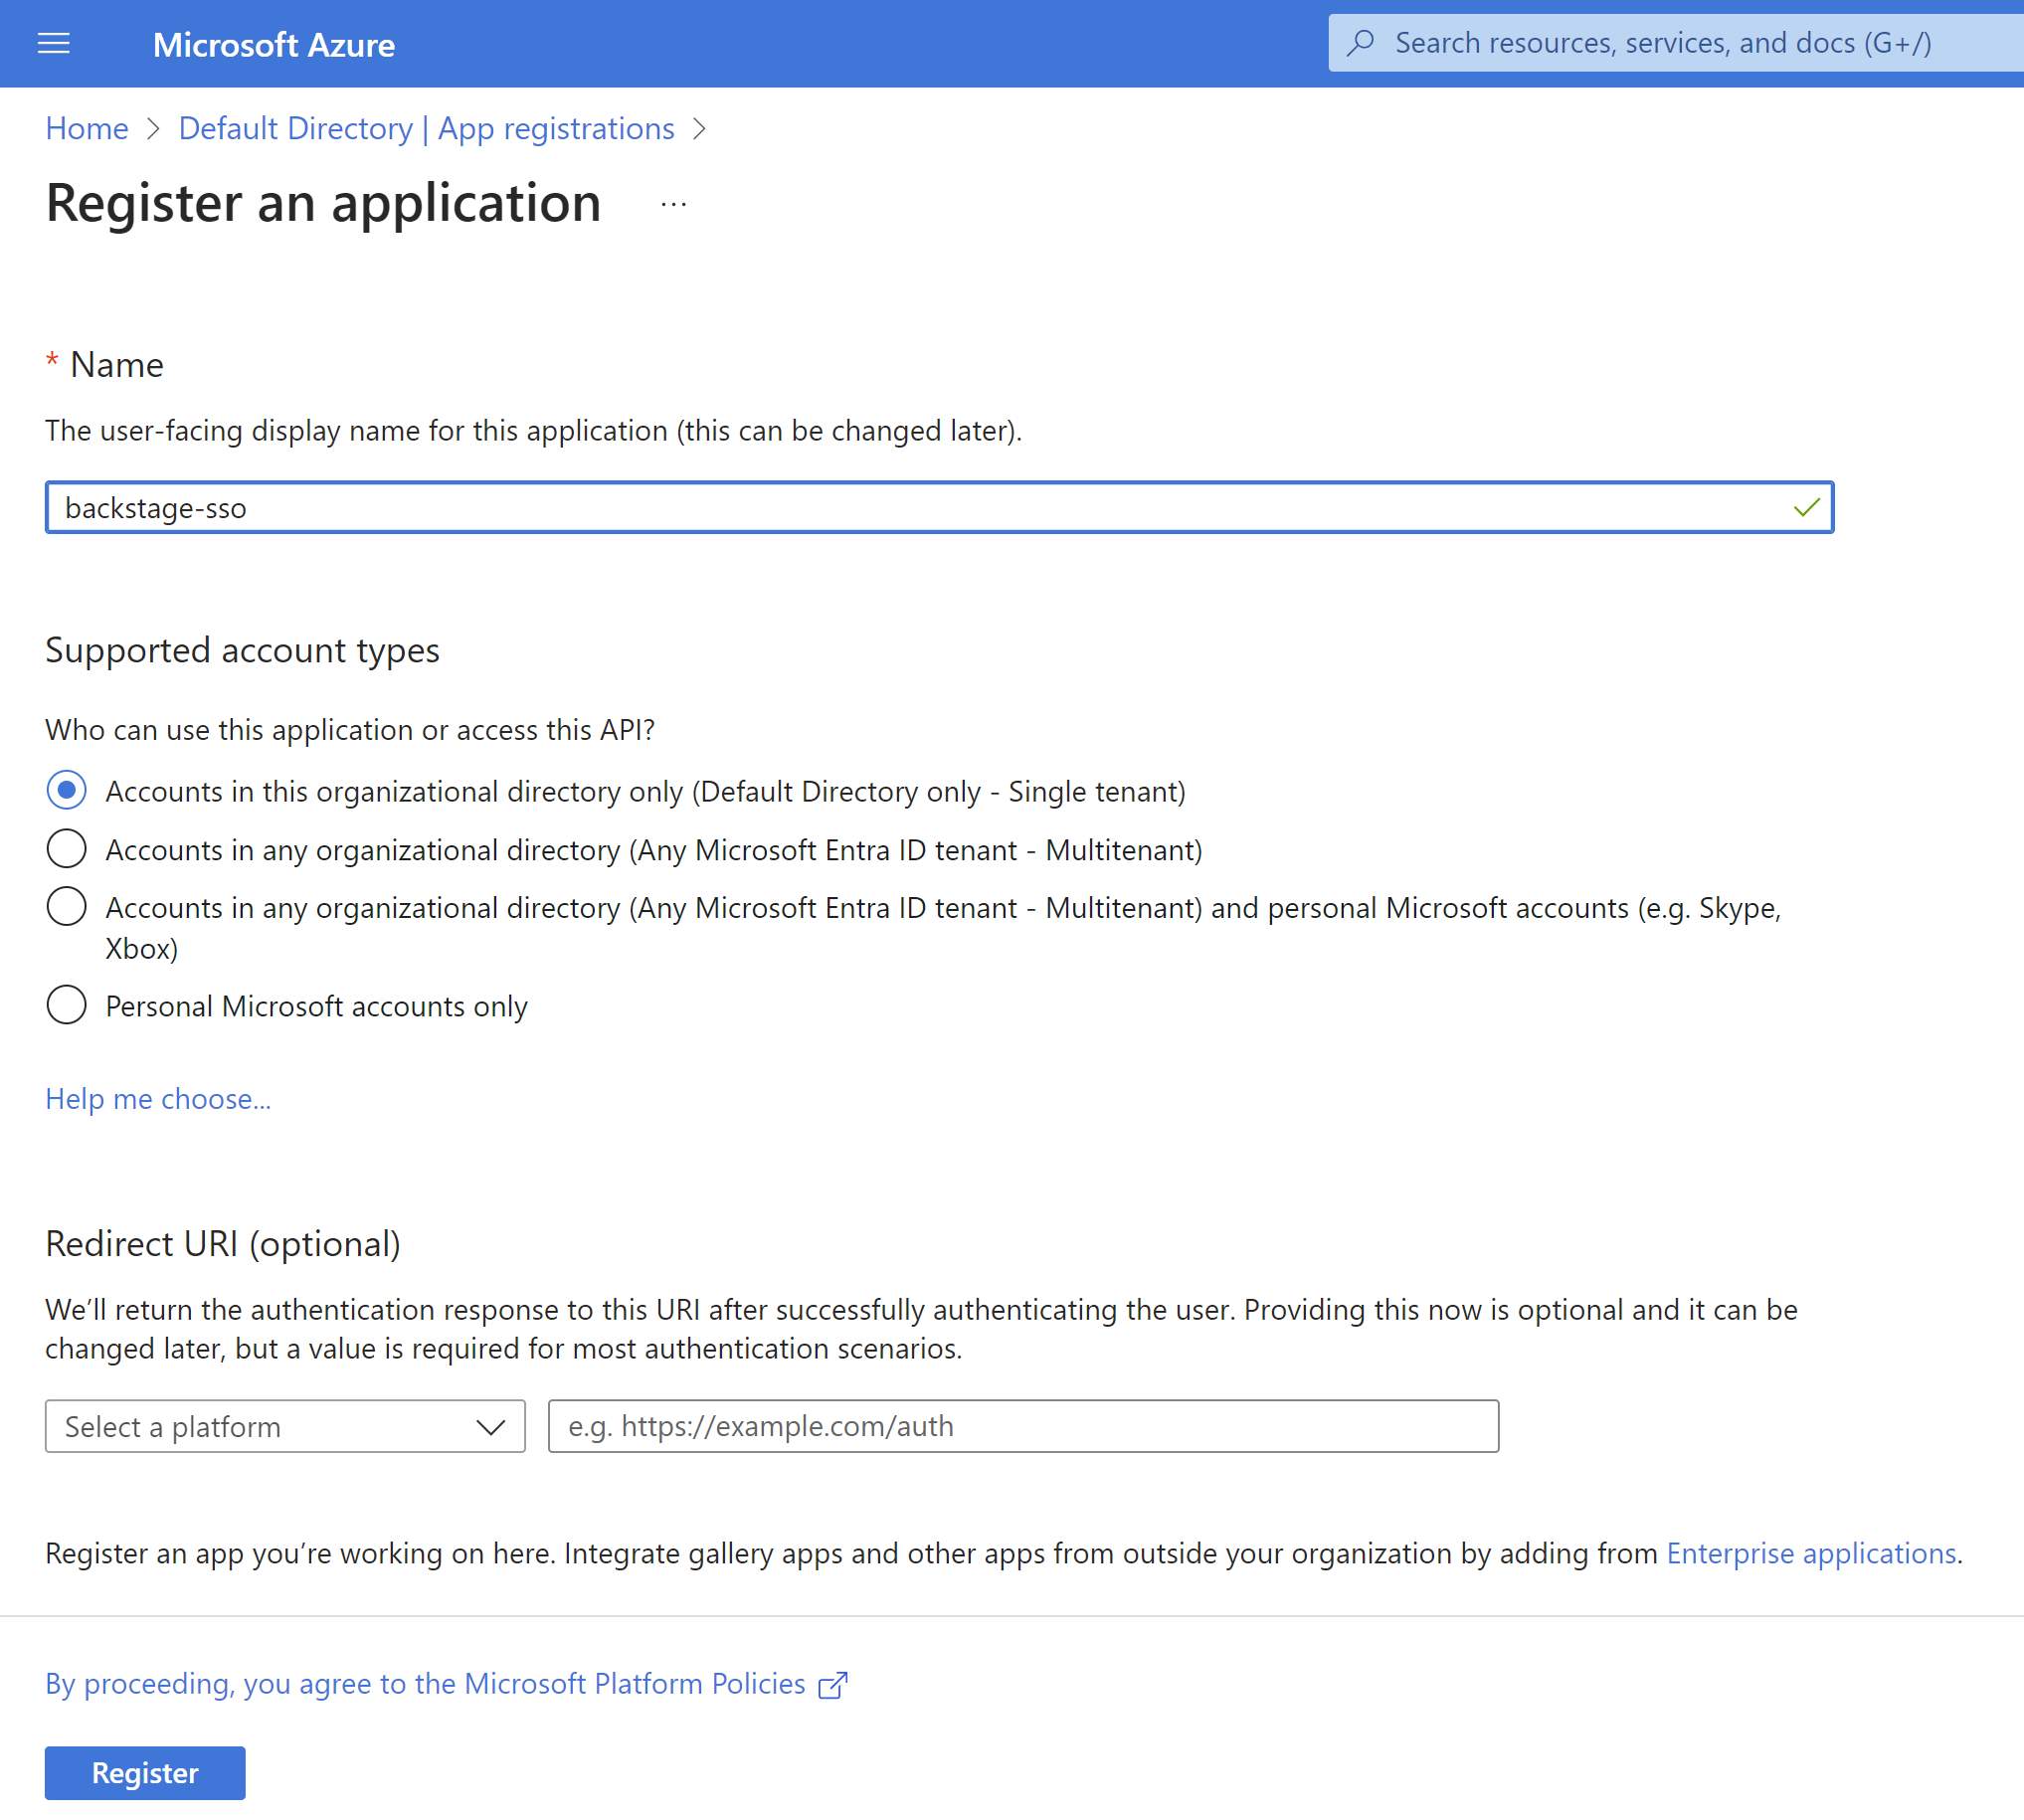 Microsoft Azure
Search resources, services, and docs (G+/)
Home > Default Directory | App registrations >
Register an application ...
* Name
The user-facing display name for this application (this can be changed later).
backstage-sso
Supported account types
Who can use this application or access this API?
Accounts in this organizational directory only (Default Directory only - Single tenant)
Accounts in any organizational directory (Any Microsoft Entra ID tenant - Multitenant)
Accounts in any organizational directory (Any Microsoft Entra ID tenant - Multitenant) and personal Microsoft accounts (e.g. Skype,
Xbox)
Personal Microsoft accounts only
Help me choose...
Redirect URI (optional)
We’ll return the authentication response to this URI after successfully authenticating the user. Providing this now is optional and it can be
changed later, but a value is required for most authentication scenarios.
Select a platform
e.g. https://example.com/auth
Register an app you’re working on here. Integrate gallery apps and other apps from outside your organization by adding from Enterprise applications.
By proceeding, you agree to the Microsoft Platform Policies
Register